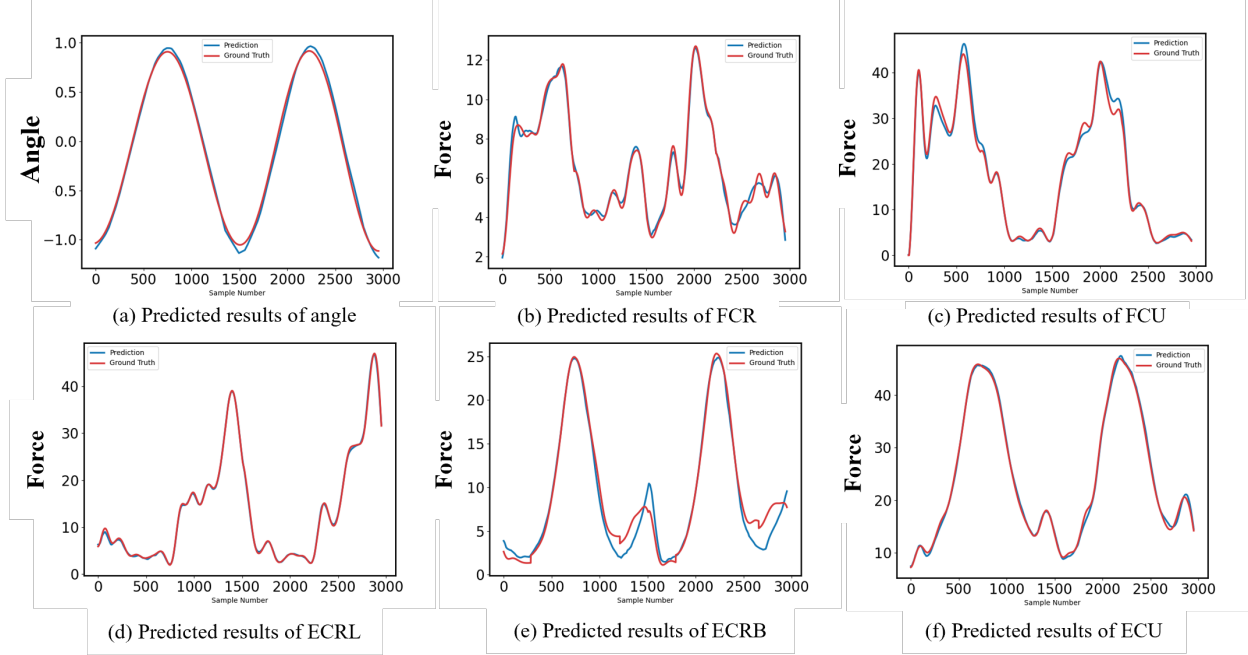 Angle
1.0
0.5
0.0
−0.5
−1.0
Prediction
Ground Truth
0 500 1000 1500 2000 2500 3000
Sample Number
(a) Predicted results of angle
Force
12
10
8
6
4
2
Prediction
Ground Truth
0 500 1000 1500 2000 2500 3000
Sample Number
(b) Predicted results of FCR
Force
40
30
20
10
0
Prediction
Ground Truth
0 500 1000 1500 2000 2500 3000
Sample Number
(c) Predicted results of FCU
Force
40
30
20
10
0
Prediction
Ground Truth
0 500 1000 1500 2000 2500 3000
Sample Number
(d) Predicted results of ECRL
Force
25
20
15
10
5
0
Prediction
Ground Truth
0 500 1000 1500 2000 2500 3000
Sample Number
(e) Predicted results of ECRB
Force
40
30
20
10
Prediction
Ground Truth
0 500 1000 1500 2000 2500 3000
Sample Number
(f) Predicted results of ECU